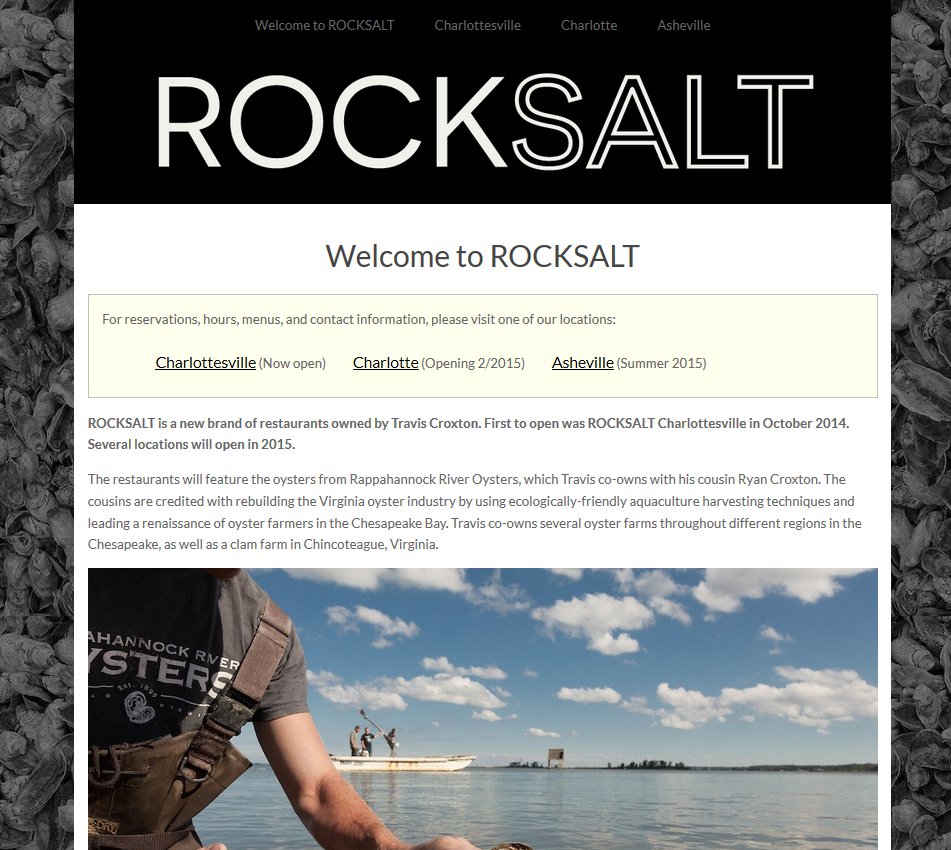 Welcome to ROCKSALT Charlottesville Charlotte Asheville
ROCKSALT
Welcome to ROCKSALT
For reservations, hours, menus, and contact information, please visit one of our locations:
Charlottesville (Now open) Charlotte (Opening 2/2015) Asheville (Summer 2015)
ROCKSALT is a new brand of restaurants owned by Travis Croxton. First to open was ROCKSALT Charlottesville in October 2014.
Several locations will open in 2015.
The restaurants will feature the oysters from Rappahannock River Oysters, which Travis co-owns with his cousin Ryan Croxton. The
cousins are credited with rebuilding the Virginia oyster industry by using ecologically-friendly aquaculture harvesting techniques and
leading a renaissance of oyster farmers in the Chesapeake Bay. Travis co-owns several oyster farms throughout different regions in the
Chesapeake, as well as a clam farm in Chincoteague, Virginia.
AHANNOCK RIVER
YSTERS
Est. 1899